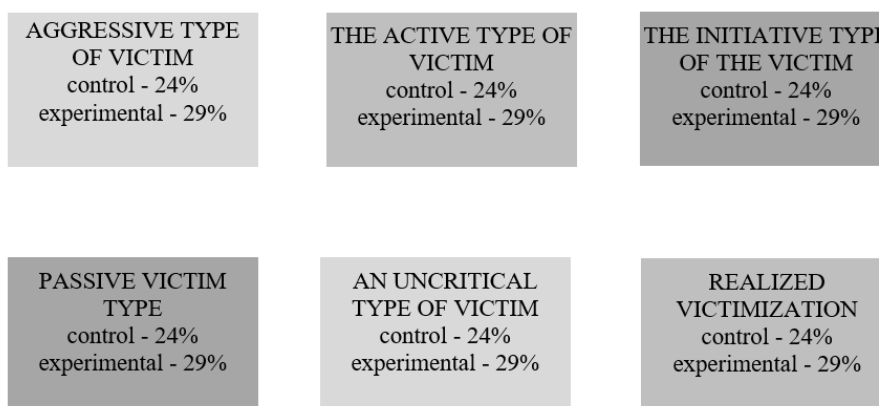 AGGRESSIVE TYPE
OF VICTIM
control - 24%
experimental - 29%
THE ACTIVE TYPE OF
VICTIM
control - 24%
experimental - 29%
THE INITIATIVE TYPE
OF THE VICTIM
control - 24%
experimental - 29%
PASSIVE VICTIM
TYPE
control - 24%
experimental - 29%
AN UNCRITICAL
TYPE OF VICTIM
control - 24%
experimental - 29%
REALIZED
VICTIMIZATION
control - 24%
experimental - 29%